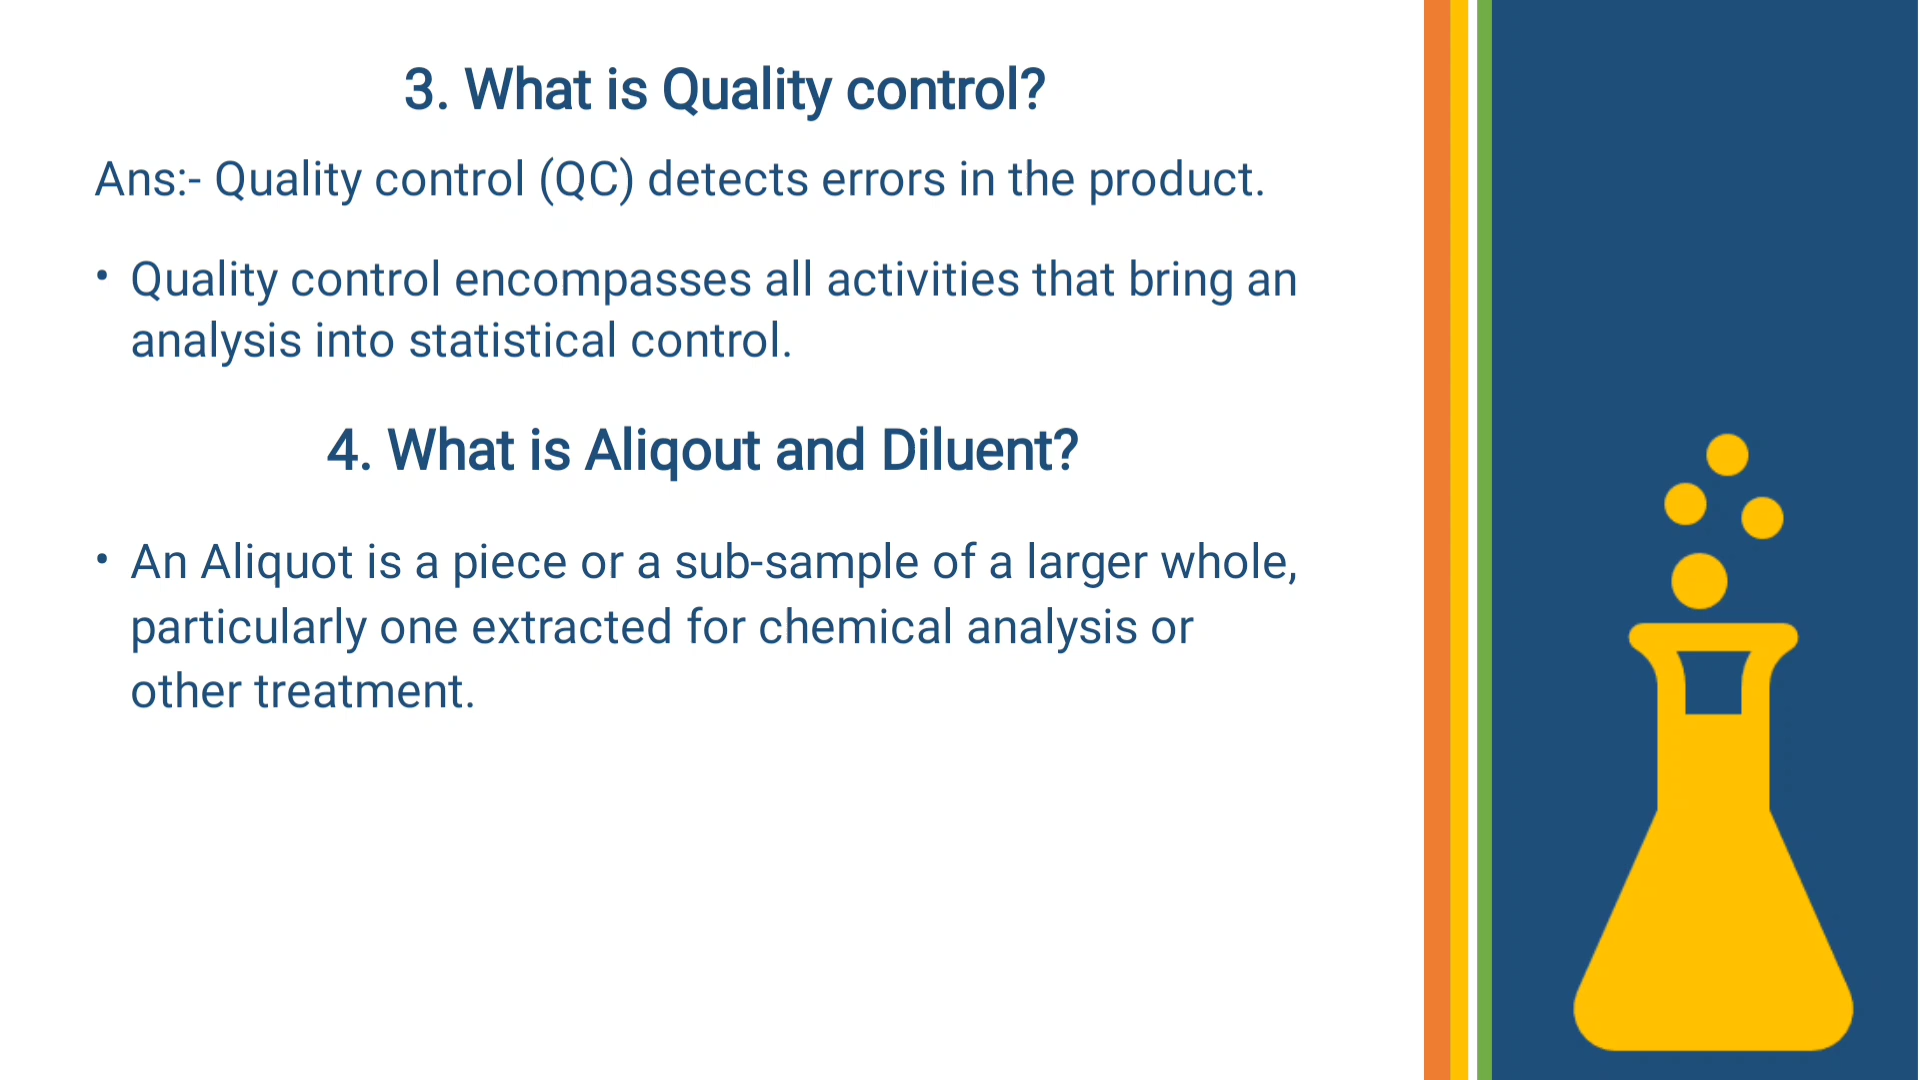 3. What is Quality control?
Ans:- Quality control (QC) detects errors in the product.
• Quality control encompasses all activities that bring an
analysis into statistical control.
4. What is Aliqout and Diluent?
• An Aliquot is a piece or a sub-sample of a larger whole,
particularly one extracted for chemical analysis or
other treatment.